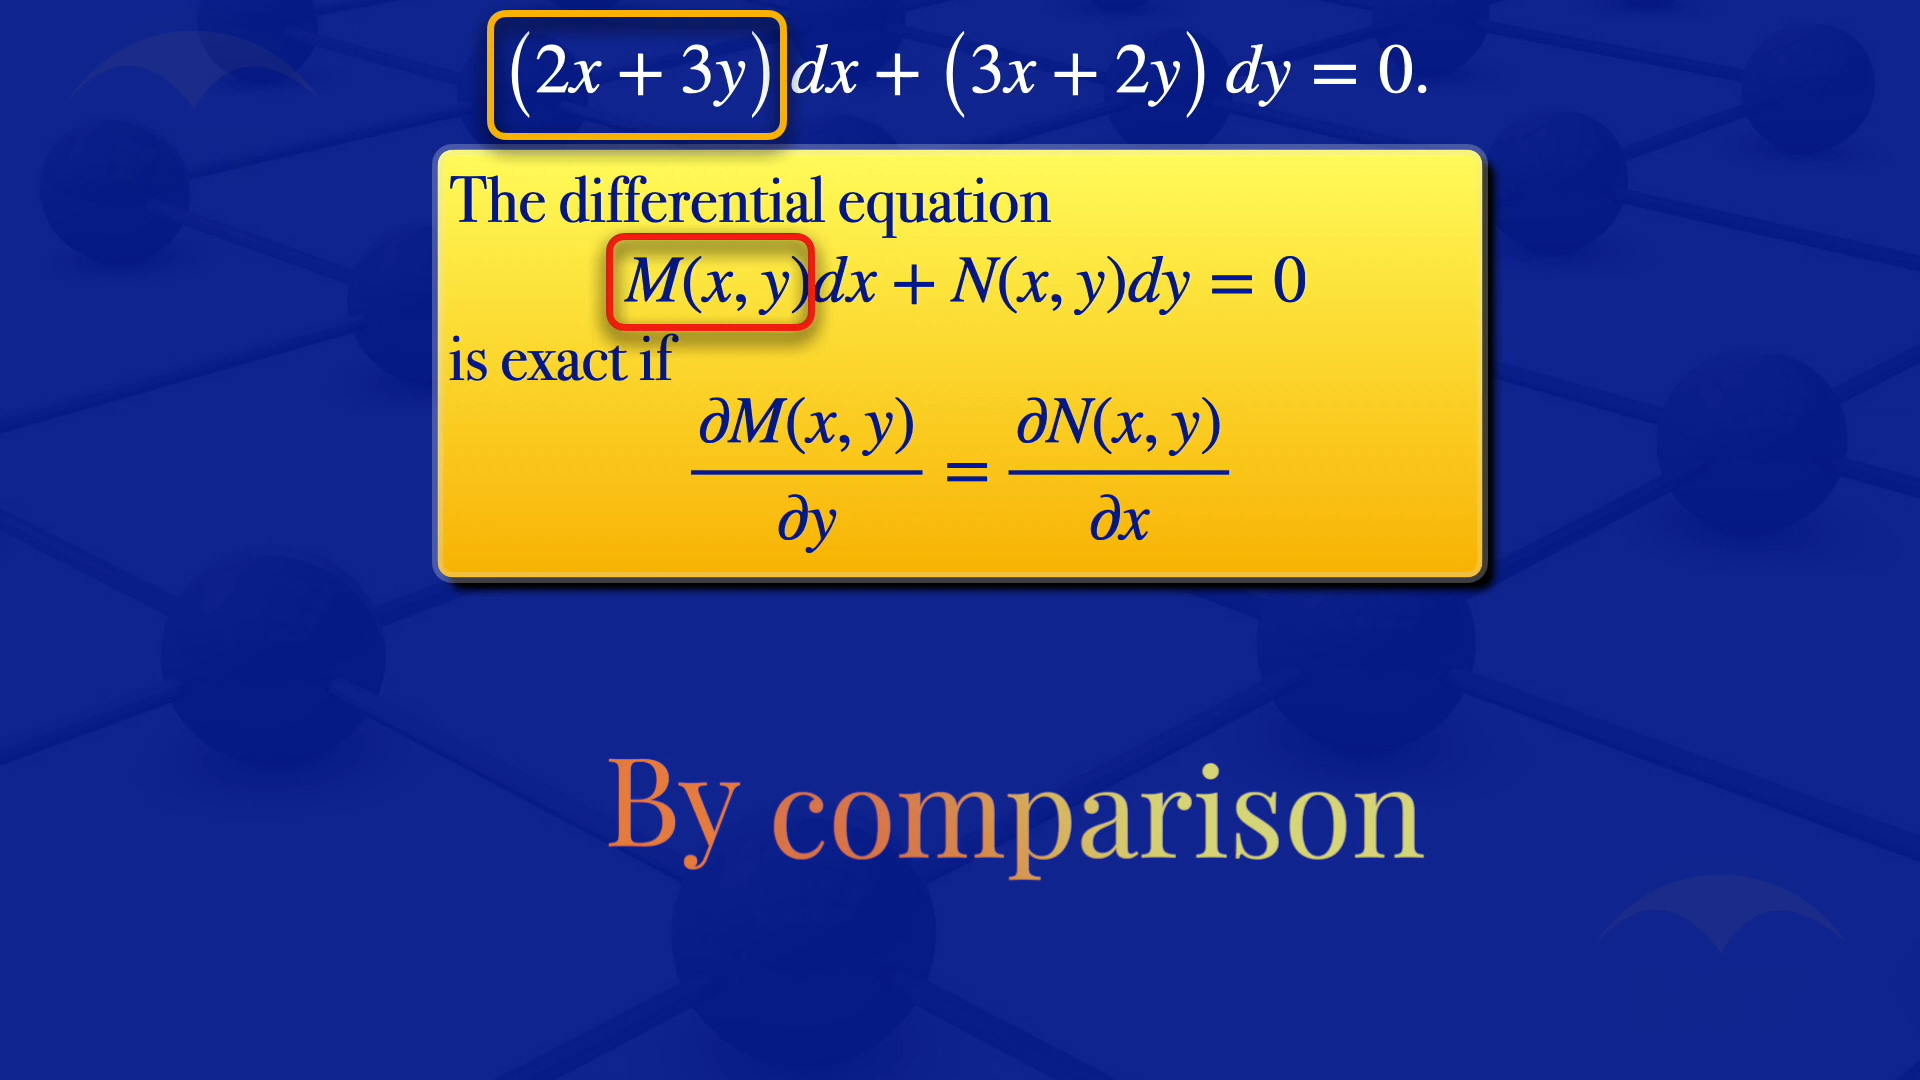 (2x + 3y) dx + (3x + 2y) dy = 0.
The differential equation
M(x, y)dx + N(x, y)dy = 0
is exact if
∂M(x, y)/∂y = ∂N(x, y)/∂x
By comparison